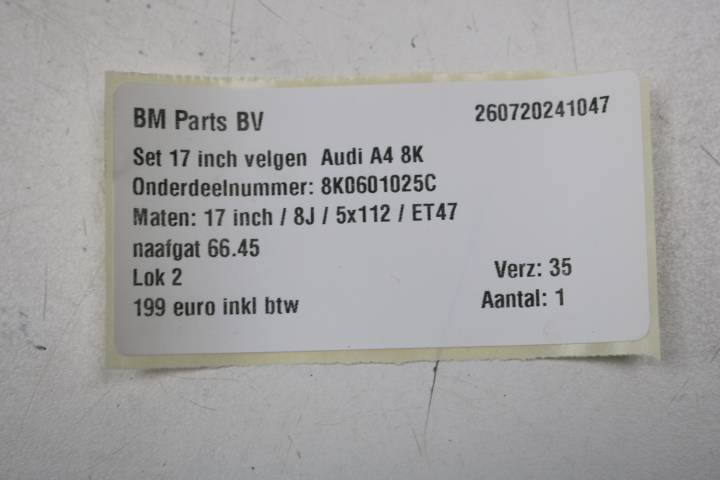 BM Parts BV 260720241047
Set 17 inch velgen Audi A4 8K
Onderdeelnummer: 8K0601025C
Maten: 17 inch / 8J / 5x112 / ET47
naafgat 66.45
Lok 2 Verz: 35
199 euro inkl btw Aantal: 1